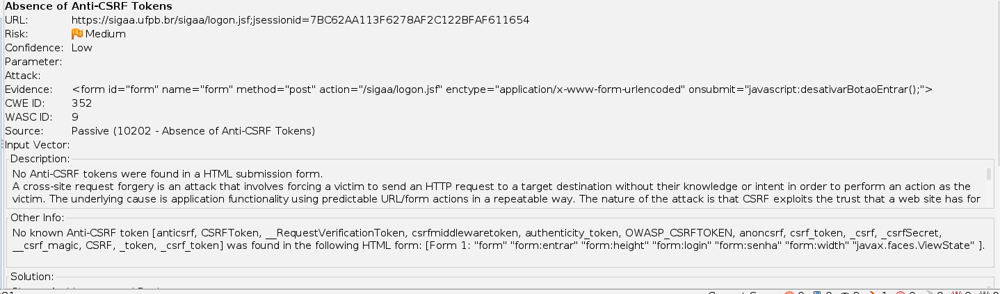 Absence of Anti-CSRF Tokens
URL: https://sigaa.ufpb.br/sigaa/logon.jsf;jsessionid=7BC62AA113F6278AF2C122BFAF611654
Risk: Medium
Confidence: Low
Parameter:
Attack:
Evidence: <form id="form" name="form" method="post" action="/sigaa/logon.jsf" enctype="application/x-www-form-urlencoded" onsubmit="javascript:desativarBotaoEntrar();">
CWE ID: 352
WASC ID: 9
Source: Passive (10202 - Absence of Anti-CSRF Tokens)
Input Vector:
Description:
No Anti-CSRF tokens were found in a HTML submission form.
A cross-site request forgery is an attack that involves forcing a victim to send an HTTP request to a target destination without their knowledge or intent in order to perform an action as the
victim. The underlying cause is application functionality using predictable URL/form actions in a repeatable way. The nature of the attack is that CSRF exploits the trust that a web site has for
Other Info:
No known Anti-CSRF token [anticsrf, CSRFToken, __RequestVerificationToken, csrfmiddlewaretoken, authenticity_token, OWASP_CSRFTOKEN, anoncsrf, csrf_token, _csrf, _csrfSecret,
__csrf_magic, CSRF, _token, _csrf_token] was found in the following HTML form: [Form 1: "form" "form:entrar" "form:height" "form:login" "form:senha" "form:width" "javax.faces.ViewState" ].
Solution: